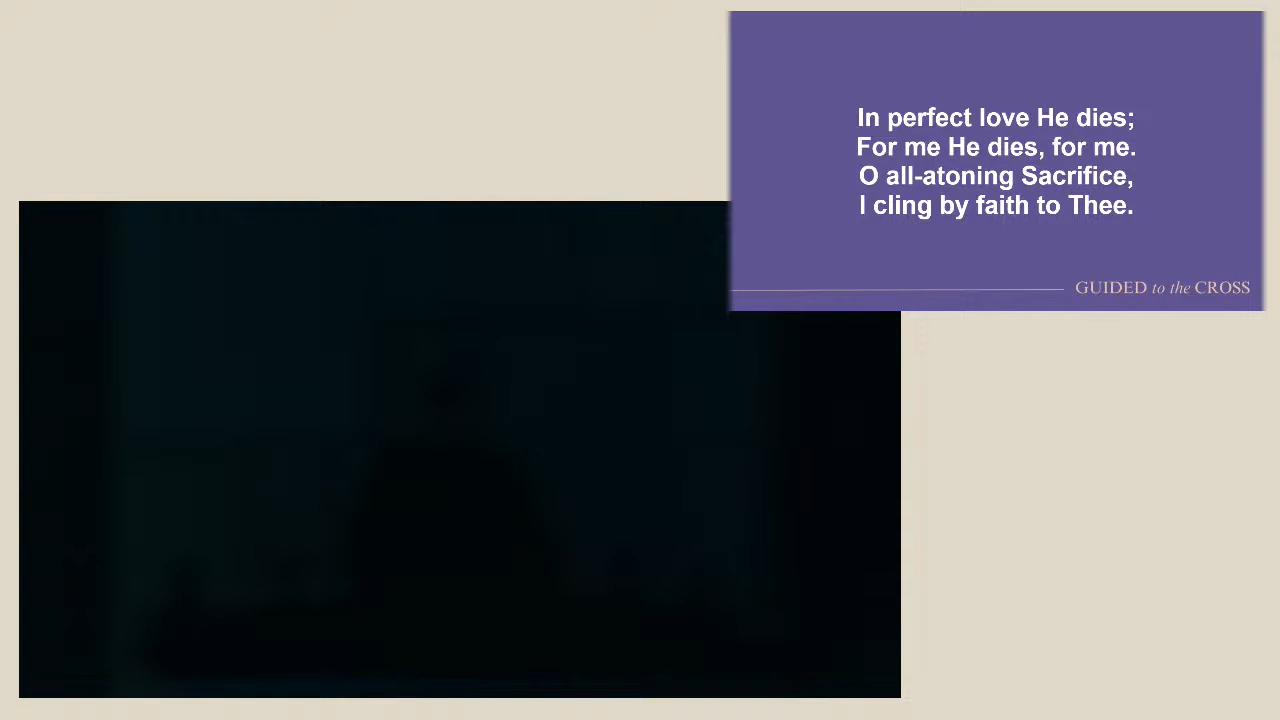 In perfect love He dies;
For me He dies, for me.
O all-atoning Sacrifice,
I cling by faith to Thee.
GUIDED to the CROSS